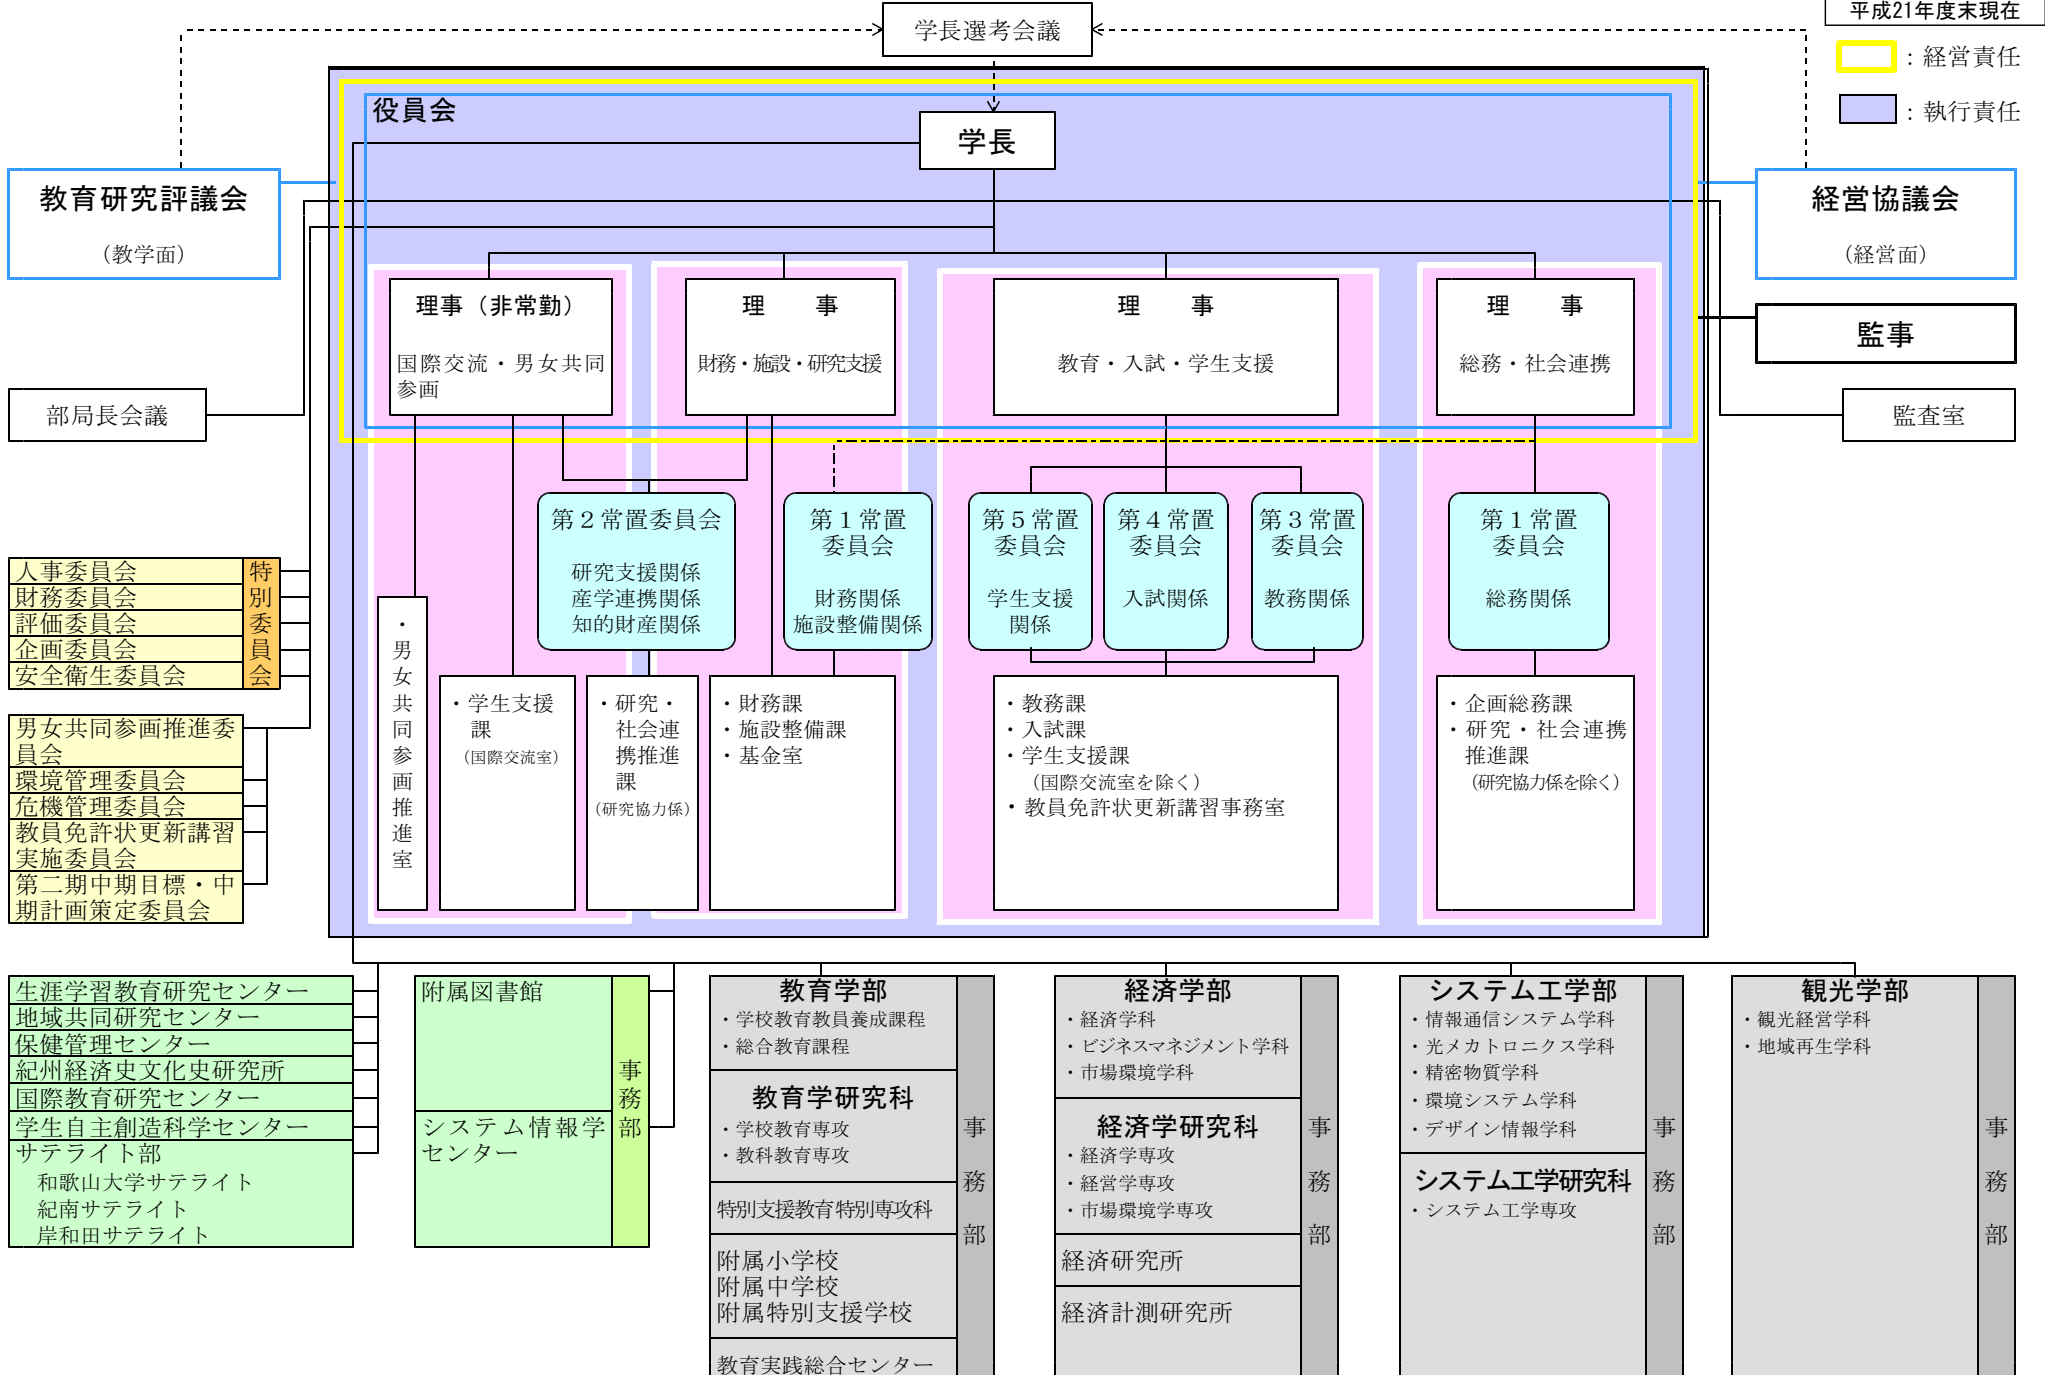 平成21年度末現在
学長選考会議
：経営責任
：執行責任
役員会
学長
教育研究評議会
（教学面）
経営協議会
（経営面）
理事（非常勤）
国際交流・男女共同
参画
理　事
財務・施設・研究支援
理　事
教育・入試・学生支援
理　事
総務・社会連携
監事
部局長会議
監査室
第２常置委員会
研究支援関係
産学連携関係
知的財産関係
第１常置
委員会
財務関係
施設整備関係
第５常置
委員会
学生支援
関係
第４常置
委員会
入試関係
第３常置
委員会
教務関係
第１常置
委員会
総務関係
人事委員会
財務委員会
評価委員会
企画委員会
安全衛生委員会
特別委員会
男女共同参画推進委
員会
環境管理委員会
危機管理委員会
教員免許状更新講習
実施委員会
第二期中期目標・中
期計画策定委員会
・男女共同参画推進室
・学生支援
課
（国際交流室）
・研究・
社会連
携推進
課
（研究協力係）
・財務課
・施設整備課
・基金室
・教務課
・入試課
・学生支援課
（国際交流室を除く）
・教員免許状更新講習事務室
・企画総務課
・研究・社会連携
推進課
（研究協力係を除く）
生涯学習教育研究センター
地域共同研究センター
保健管理センター
紀州経済史文化史研究所
国際教育研究センター
学生自主創造科学センター
サテライト部
和歌山大学サテライト
紀南サテライト
岸和田サテライト
附属図書館
システム情報学
センター
事務部
教育学部
・学校教育教員養成課程
・総合教育課程
教育学研究科
・学校教育専攻
・教科教育専攻
特別支援教育特別専攻科
附属小学校
附属中学校
附属特別支援学校
教育実践総合センター
事務部
経済学部
・経済学科
・ビジネスマネジメント学科
・市場環境学科
経済学研究科
・経済学専攻
・経営学専攻
・市場環境学専攻
経済研究所
経済計測研究所
事務部
システム工学部
・情報通信システム学科
・光メカトロニクス学科
・精密物質学科
・環境システム学科
・デザイン情報学科
システム工学研究科
・システム工学専攻
事務部
観光学部
・観光経営学科
・地域再生学科
事務部